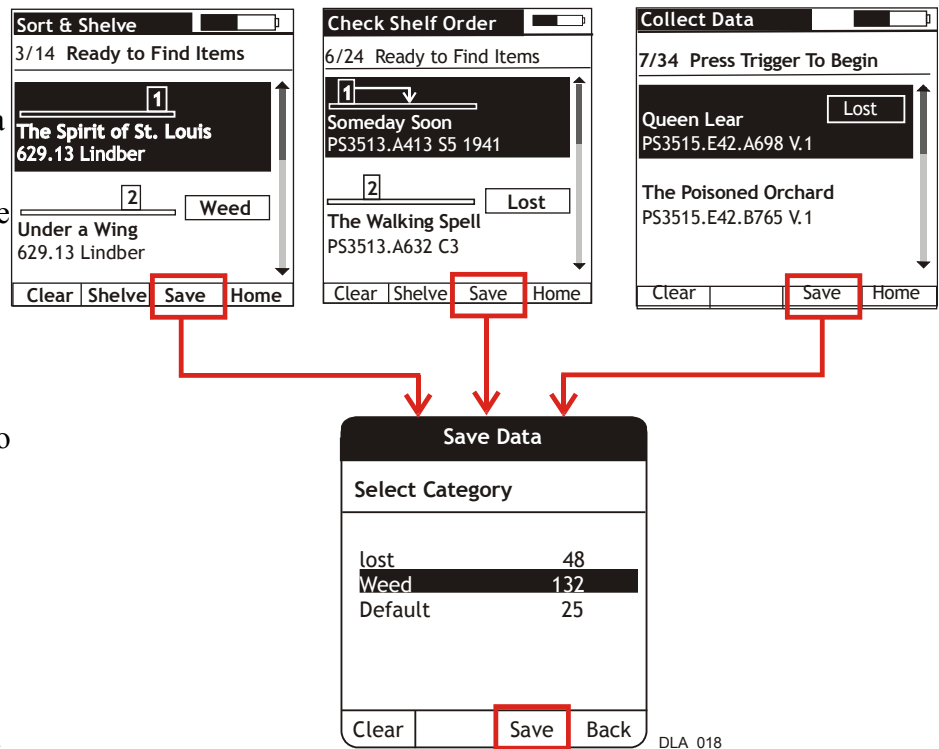 Sort & Shelve
3/14 Ready to Find Items
1
The Spirit of St. Louis
629.13 Lindber
2
Weed
Under a Wing
629.13 Lindber
Clear Shelve Save Home
Check Shelf Order
6/24 Ready to Find Items
1
Someday Soon
PS3513.A413 S5 1941
2
Lost
The Walking Spell
PS3513.A632 C3
Clear Shelve Save Home
Collect Data
7/34 Press Trigger To Begin
Lost
Queen Lear
PS3515.E42.A698 V.1
The Poisoned Orchard
PS3515.E42.B765 V.1
Clear Save Home
Save Data
Select Category
lost 48
Weed 132
Default 25
Clear Save Back
DLA 018
a
e
o